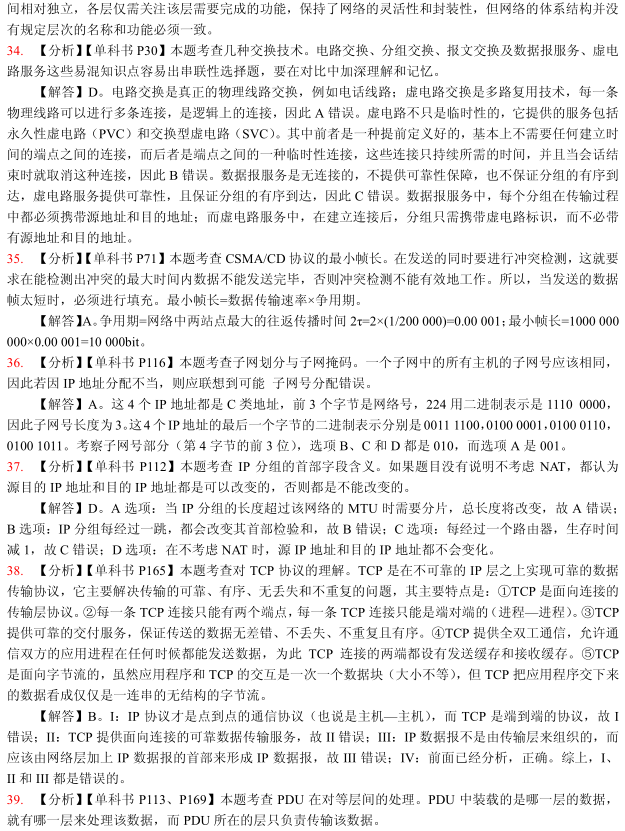 间相对独立，各层仅需关注该层需要完成的功能，保持了网络的灵活性和封装性，但网络的体系结构并没
有规定层次的名称和功能必须一致。
34. 【分析】【单科书 P30】本题考查几种交换技术。电路交换、分组交换、报文交换及数据报服务、虚电
路服务这些易混知识点容易出串联性选择题，要在对比中加深理解和记忆。
【解答】D。电路交换是真正的物理线路交换，例如电话线路；虚电路交换是多路复用技术，每一条
物理线路可以进行多条连接，是逻辑上的连接，因此 A 错误。虚电路不只是临时性的，它提供的服务包括
永久性虚电路（PVC）和交换型虚电路（SVC）。其中前者是一种提前定义好的，基本上不需要任何建立时
间的端点之间的连接，而后者是端点之间的一种临时性连接，这些连接只持续所需的时间，并且当会话结
束时就取消这种连接，因此 B 错误。数据报服务是无连接的，不提供可靠性保障，也不保证分组的有序到
达，虚电路服务提供可靠性，且保证分组的有序到达，因此 C 错误。数据报服务中，每个分组在传输过程
中都必须携带源地址和目的地址；而虚电路服务中，在建立连接后，分组只需携带虚电路标识，而不必带
有源地址和目的地址。
35. 【分析】【单科书 P71】本题考查 CSMA/CD 协议的最小帧长。在发送的同时要进行冲突检测，这就要
求在能检测出冲突的最大时间内数据不能发送完毕，否则冲突检测不能有效地工作。所以，当发送的数据
帧太短时，必须进行填充。最小帧长=数据传输速率×争用期。
【解答】A。争用期=网络中两站点最大的往返传播时间 2τ=2×(1/200 000)=0.00 001；最小帧长=1000 000
000×0.00 001=10 000bit。
36. 【分析】【单科书 P116】本题考查子网划分与子网掩码。一个子网中的所有主机的子网号应该相同，
因此若因 IP 地址分配不当，则应联想到可能 子网号分配错误。
【解答】A。这 4 个 IP 地址都是 C 类地址，前 3 个字节是网络号，224 用二进制表示是 1110 0000，
因此子网号长度为 3。这 4 个 IP 地址的最后一个字节的二进制表示分别是 0011 1100，0100 0001，0100 0110，
0100 1011。考察子网号部分（第 4 字节的前 3 位），选项 B、C 和 D 都是 010，而选项 A 是 001。
37. 【分析】【单科书 P112】本题考查 IP 分组的首部字段含义。如果题目没有说明不考虑 NAT，都认为
源目的 IP 地址和目的 IP 地址都是可以改变的，否则都是不能改变的。
【解答】D。A 选项：当 IP 分组的长度超过该网络的 MTU 时需要分片，总长度将改变，故 A 错误；
B 选项：IP 分组每经过一跳，都会改变其首部检验和，故 B 错误；C 选项：每经过一个路由器，生存时间
减 1，故 C 错误；D 选项：在不考虑 NAT 时，源 IP 地址和目的 IP 地址都不会变化。
38. 【分析】【单科书 P165】本题考查对 TCP 协议的理解。TCP 是在不可靠的 IP 层之上实现可靠的数据
传输协议，它主要解决传输的可靠、有序、无丢失和不重复的问题，其主要特点是：①TCP 是面向连接的
传输层协议。②每一条 TCP 连接只能有两个端点，每一条 TCP 连接只能是端对端的（进程—进程）。③TCP
提供可靠的交付服务，保证传送的数据无差错、不丢失、不重复且有序。④TCP 提供全双工通信，允许通
信双方的应用进程在任何时候都能发送数据，为此 TCP 连接的两端都设有发送缓存和接收缓存。⑤TCP
是面向字节流的，虽然应用程序和 TCP 的交互是一次一个数据块（大小不等），但 TCP 把应用程序交下来
的数据看成仅仅是一连串的无结构的字节流。
【解答】B。I：IP 协议才是点到点的通信协议（也说是主机—主机），而 TCP 是端到端的协议，故 I
错误；II：TCP 提供面向连接的可靠数据传输服务，故 II 错误；III：IP 数据报不是由传输层来组织的，而
应该由网络层加上 IP 数据报的首部来形成 IP 数据报，故 III 错误；IV：前面已经分析，正确。综上，I、
II 和 III 都是错误的。
39. 【分析】【单科书 P113、P169】本题考查 PDU 在对等层间的处理。PDU 中装载的是哪一层的数据，
就有哪一层来处理该数据，而 PDU 所在的层只负责传输该数据。